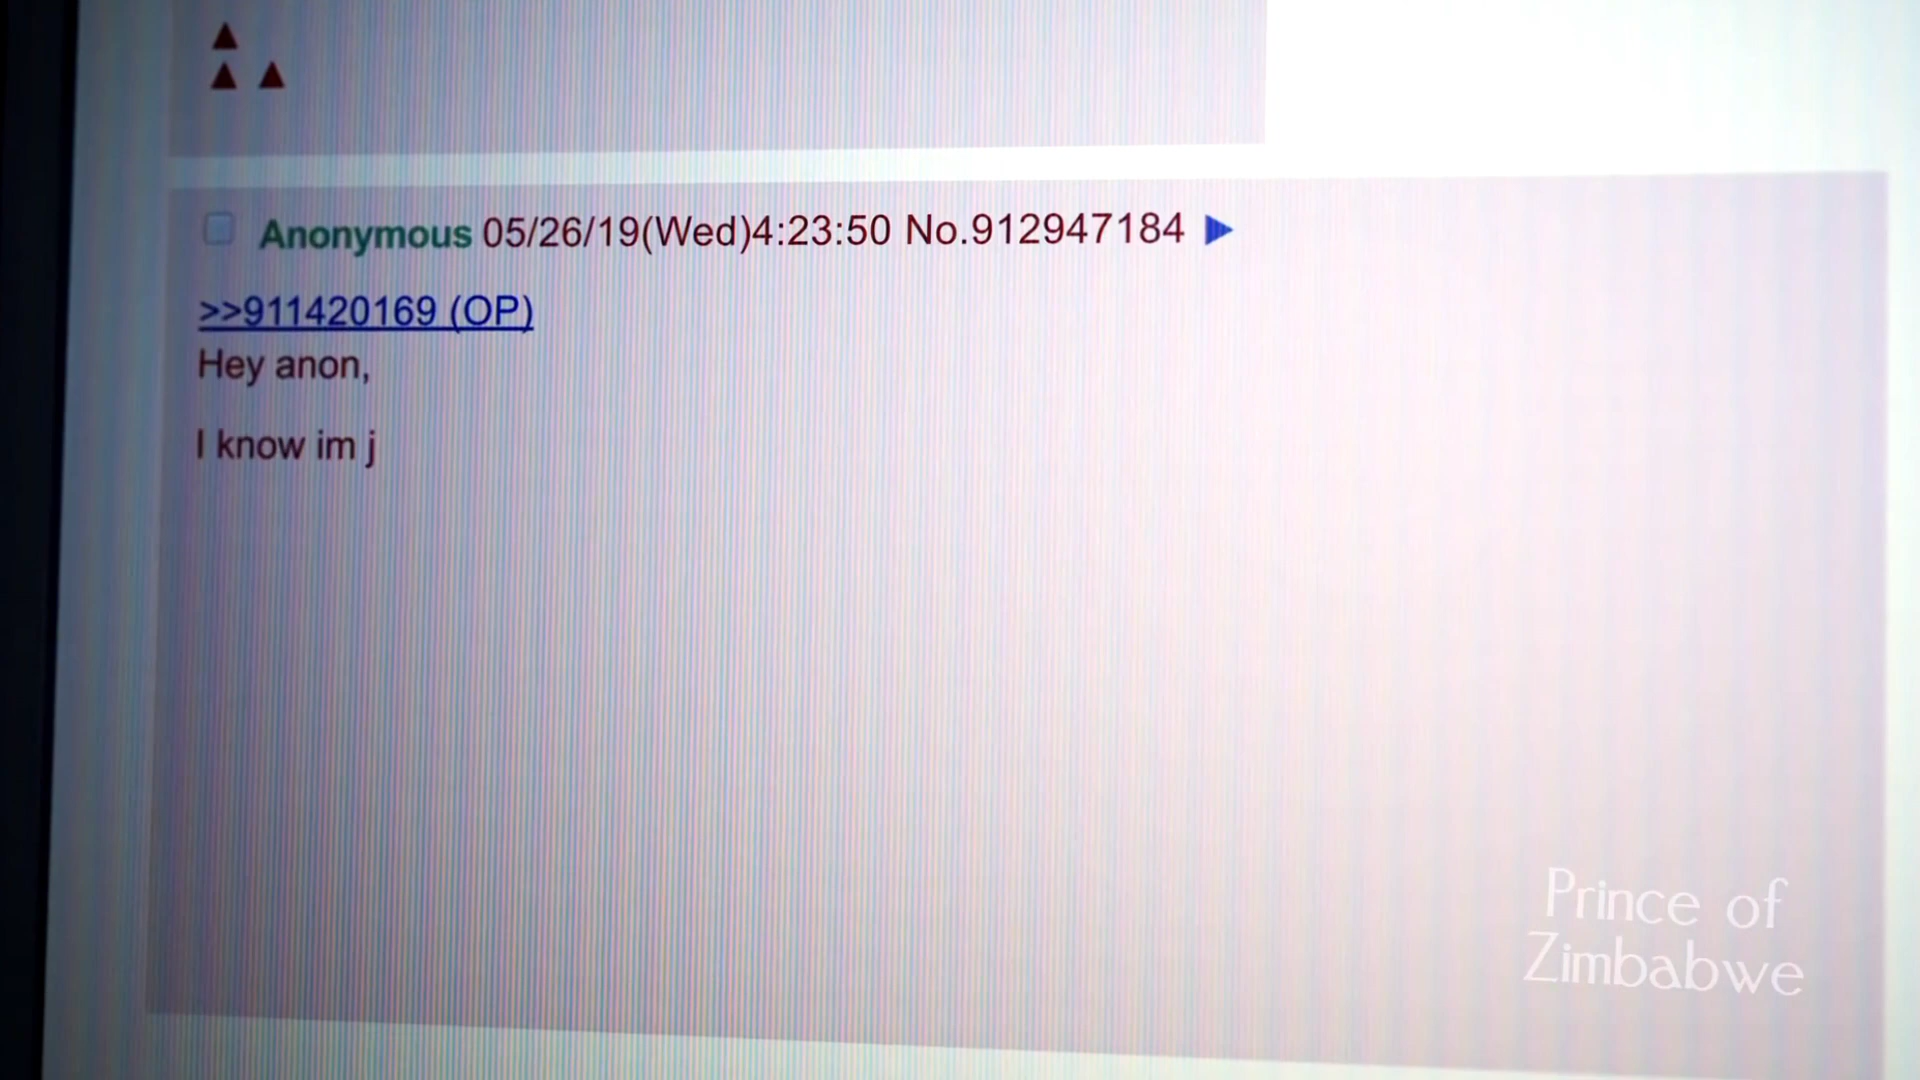 ▲
▲ ▲
Anonymous 05/26/19(Wed)4:23:50 No.912947184 ▶
>>911420169 (OP)
Hey anon,
I know im j
Prince of
Zimbabwe